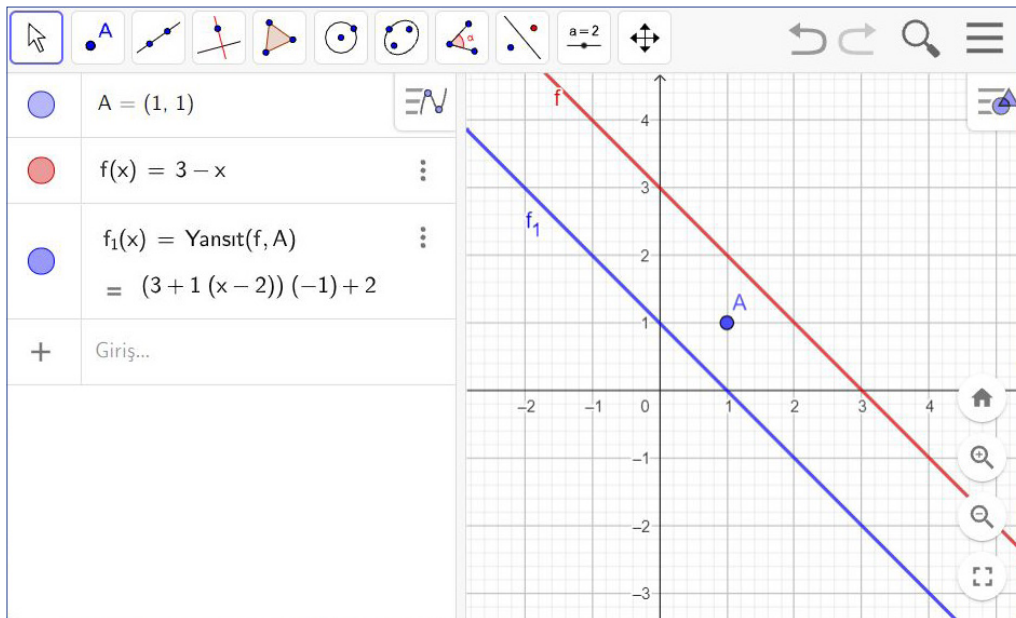 A
α
a = 2
A = (1, 1)
f(x) = 3 − x
f₁(x) = Yansıt(f, A)
= (3 + 1 (x − 2)) (−1) + 2
+ Giriş...
f
f₁
A
4
3
2
1
−2 −1 0 1 2 3 4
−1
−2
−3